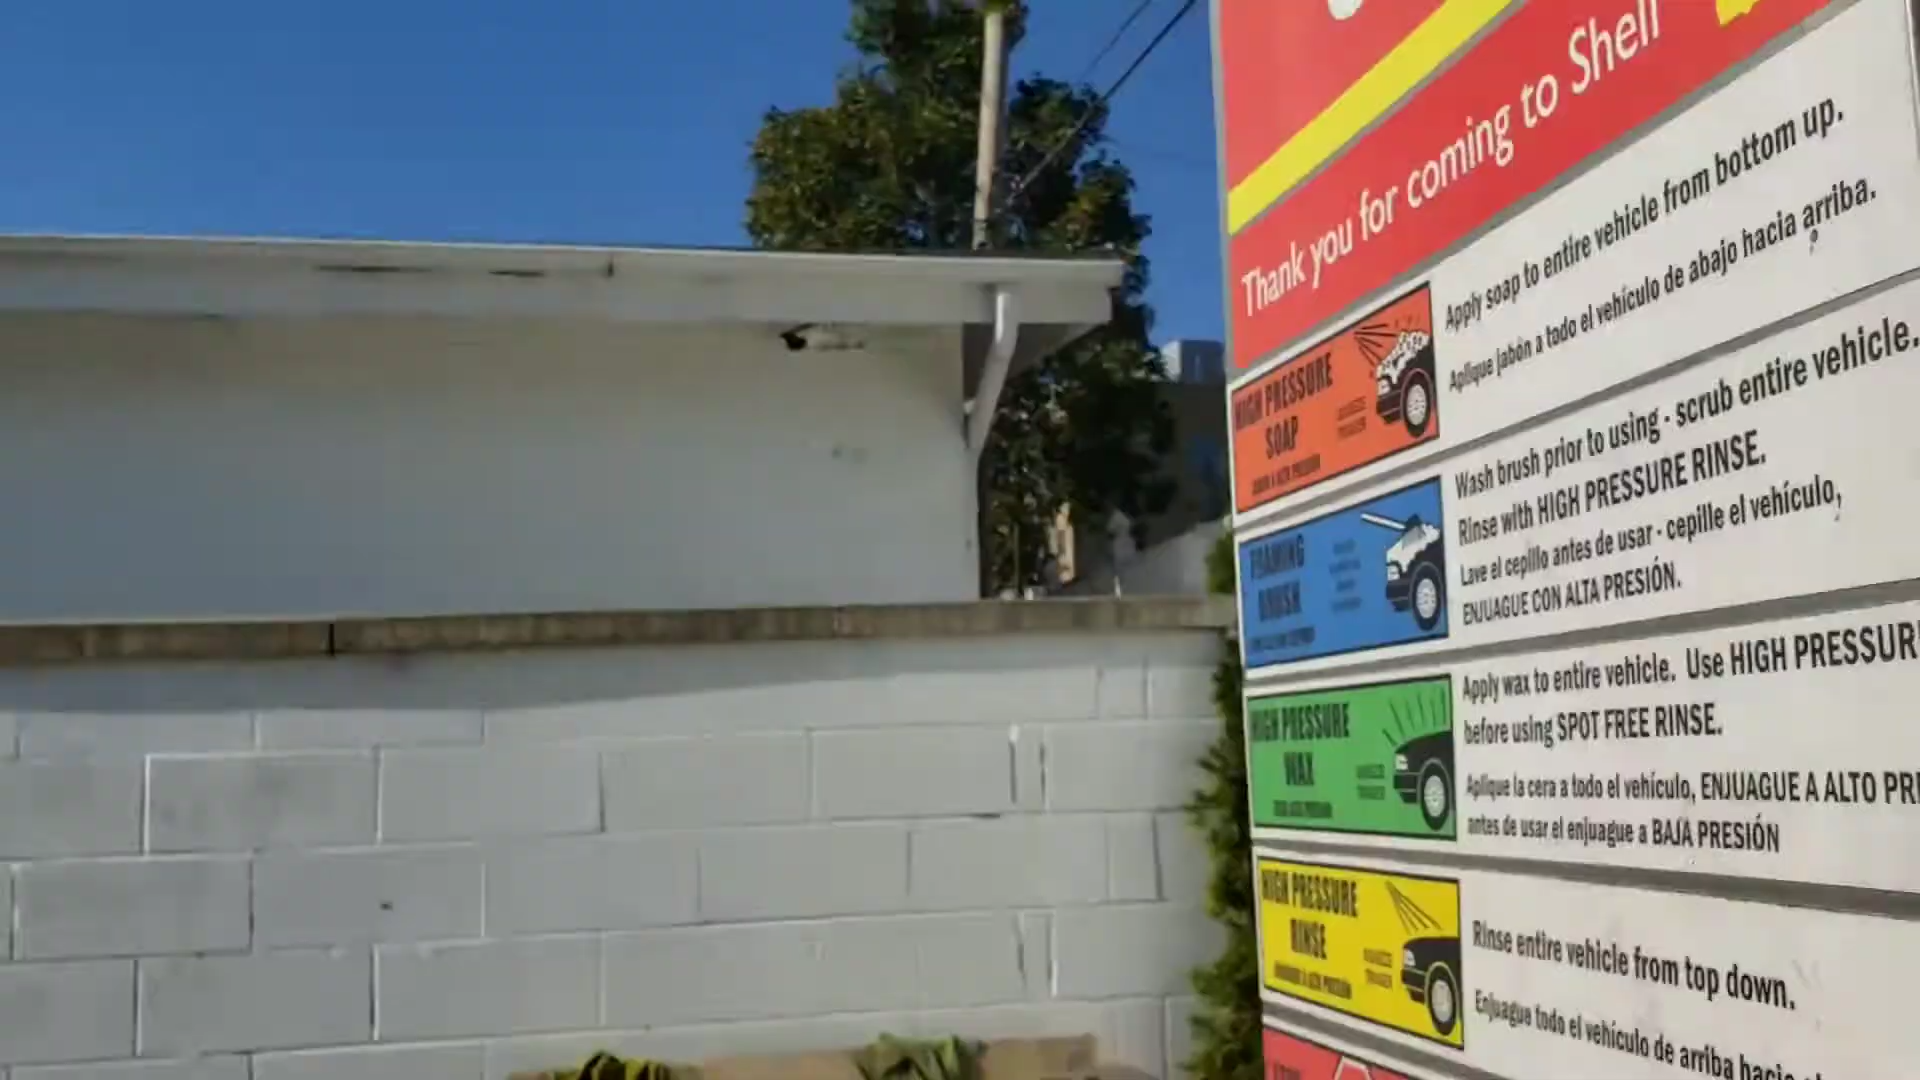 Thank you for coming to Shell
HIGH PRESSURE
SOAP
Apply soap to entire vehicle from bottom up.
Aplique jabón a todo el vehículo de abajo hacia arriba.
FOAMING
BRUSH
Wash brush prior to using - scrub entire vehicle.
Rinse with HIGH PRESSURE RINSE.
Lave el cepillo antes de usar - cepille el vehículo,
ENJUAGUE CON ALTA PRESIÓN.
HIGH PRESSURE
WAX
Apply wax to entire vehicle. Use HIGH PRESSUR
before using SPOT FREE RINSE.
Aplique la cera a todo el vehículo, ENJUAGUE A ALTO PR
antes de usar el enjuague a BAJA PRESIÓN
HIGH PRESSURE
RINSE
Rinse entire vehicle from top down.
Enjuague todo el vehículo de arriba hacia